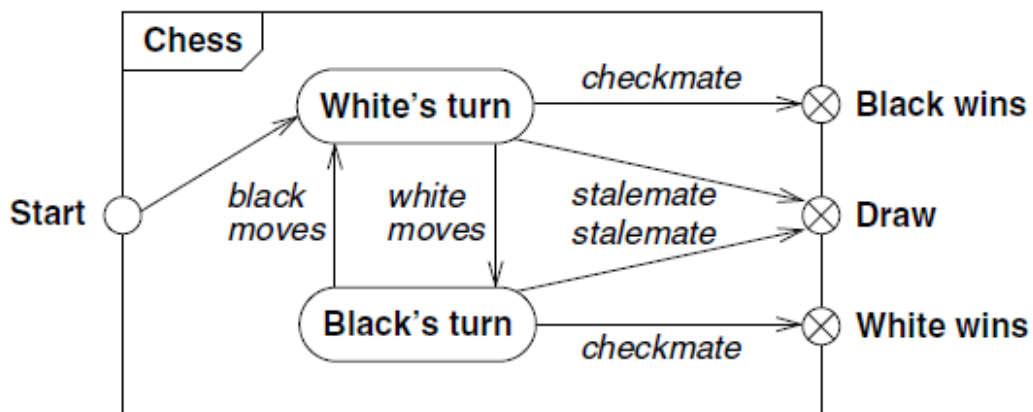 Chess
checkmate
White's turn
Black wins
Start
black
moves
white
moves
stalemate
stalemate
Draw
Black's turn
checkmate
White wins